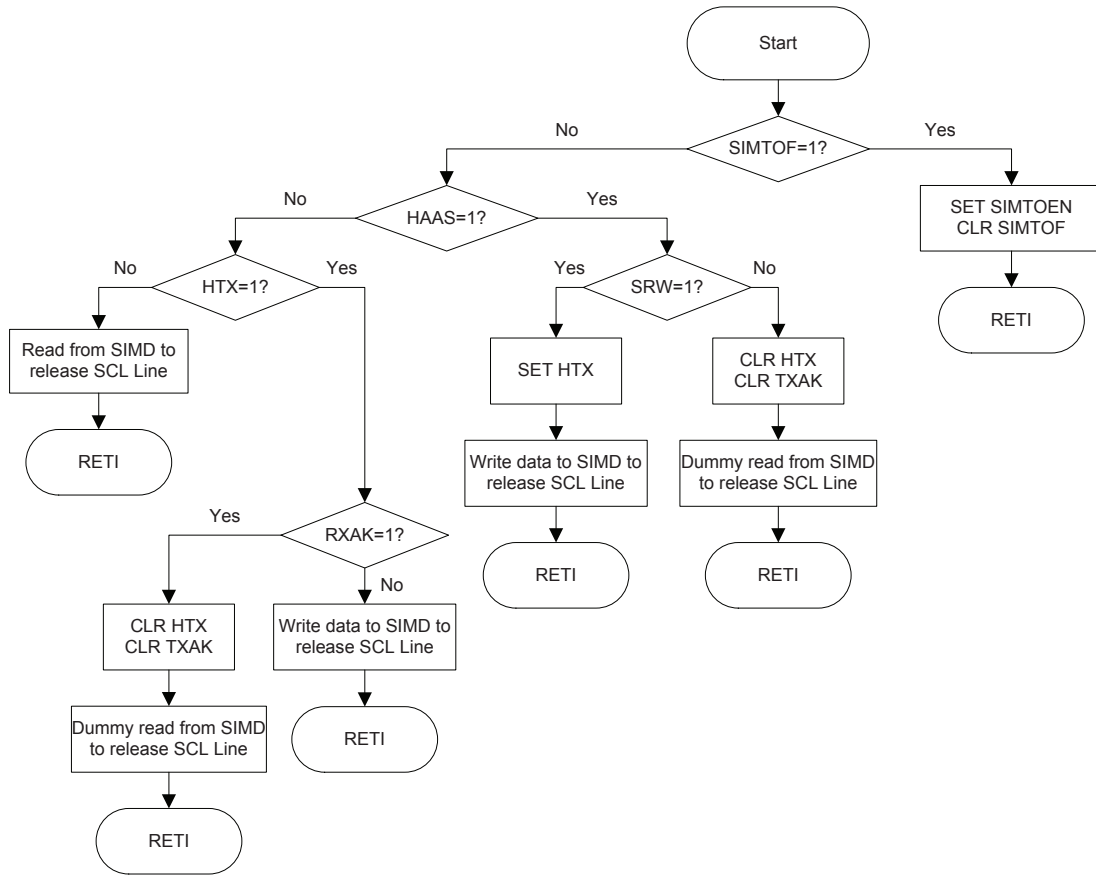 Start
No
Yes
SIMTOF=1?
No
HAAS=1?
Yes
SET SIMTOEN
CLR SIMTOF
No
HTX=1?
Yes
Yes
SRW=1?
No
RETI
Read from SIMD to
release SCL Line
SET HTX
CLR HTX
CLR TXAK
RETI
Write data to SIMD to
release SCL Line
Dummy read from SIMD
to release SCL Line
Yes
RXAK=1?
No
RETI
RETI
CLR HTX
CLR TXAK
Write data to SIMD to
release SCL Line
Dummy read from SIMD
to release SCL Line
RETI
RETI